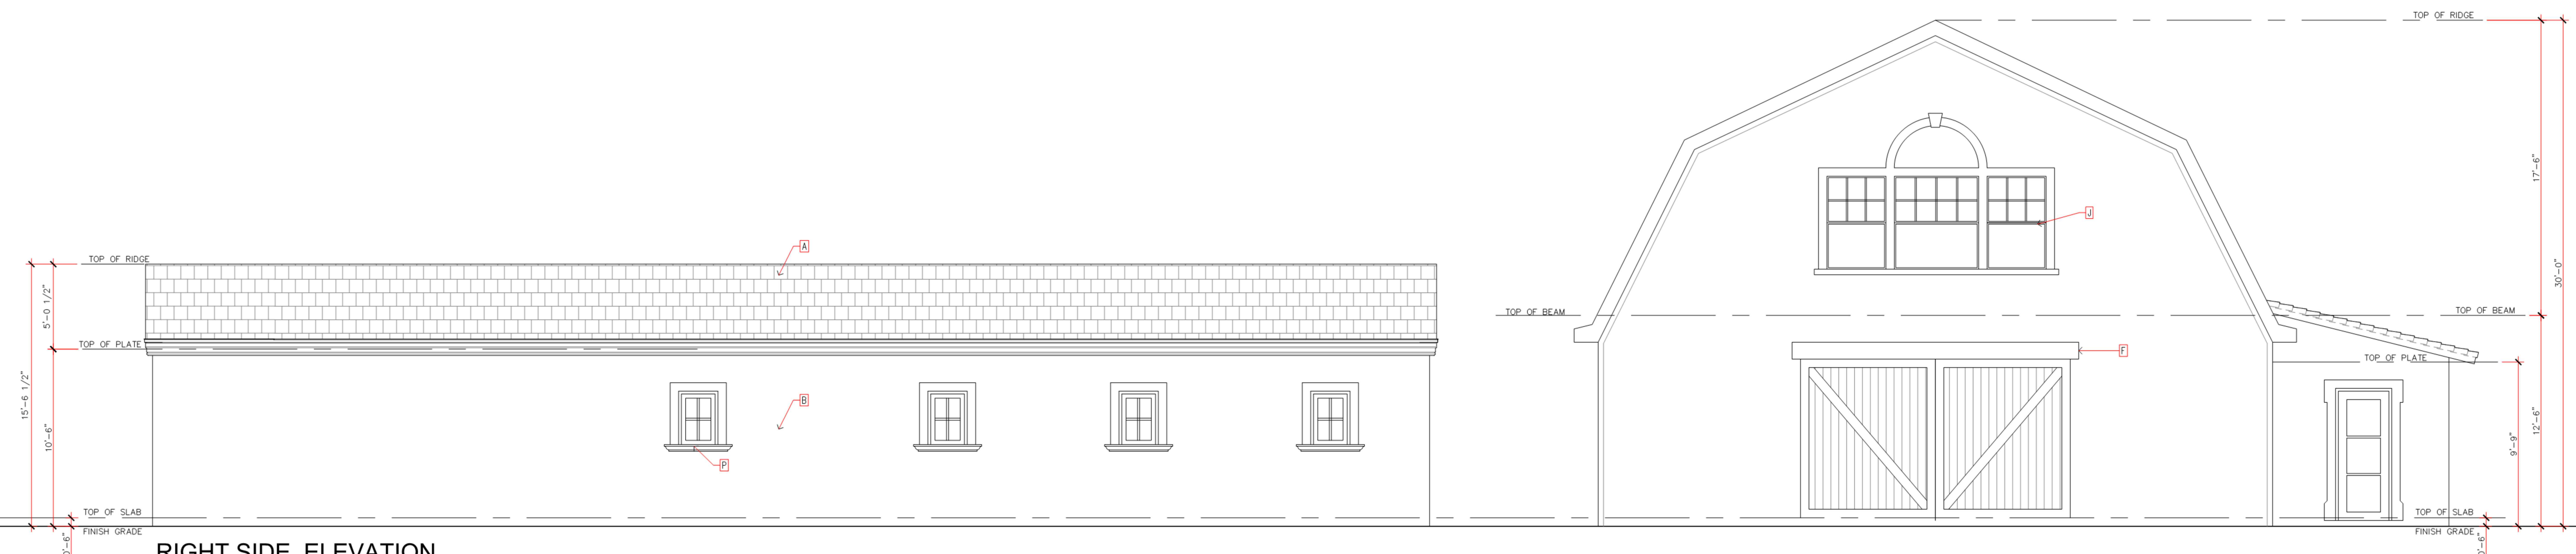 TOP OF RIDGE
17'-6"
30'-0"
A
J
TOP OF RIDGE
5'-0 1/2"
TOP OF BEAM
TOP OF BEAM
TOP OF PLATE
F
TOP OF PLATE
15'-6 1/2"
10'-6"
B
P
12'-6"
9'-9"
TOP OF SLAB
FINISH GRADE
TOP OF SLAB
FINISH GRADE
RIGHT SIDE ELEVATION